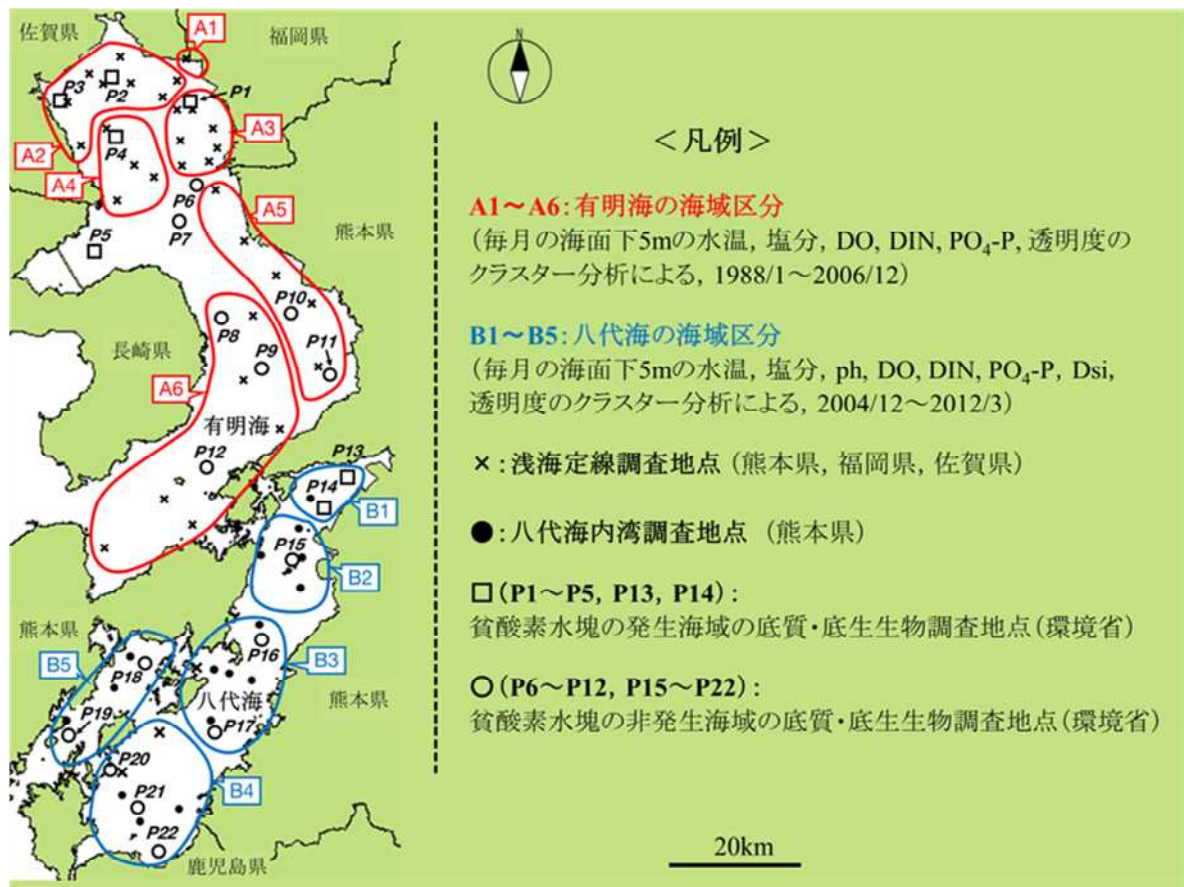 佐賀県
A1
福岡県
N
P3
P2
P1
A3
P4
A2
A4
P6
A5
P7
P5
熊本県
P10
P8
長崎県
P9
P11
A6
有明海
P12
P13
P14
B1
P15
B2
熊本県
B5
P16
B3
P18
八代海
熊本県
P19
P17
P20
P21
B4
P22
鹿児島県
＜凡例＞
A1～A6：有明海の海域区分
（毎月の海面下5mの水温, 塩分, DO, DIN, PO₄-P, 透明度の
クラスター分析による, 1988/1～2006/12）
B1～B5：八代海の海域区分
（毎月の海面下5mの水温, 塩分, ph, DO, DIN, PO₄-P, Dsi,
透明度のクラスター分析による, 2004/12～2012/3）
×：浅海定線調査地点（熊本県, 福岡県, 佐賀県）
●：八代海内湾調査地点（熊本県）
□（P1～P5, P13, P14）：
貧酸素水塊の発生海域の底質・底生生物調査地点（環境省）
○（P6～P12, P15～P22）：
貧酸素水塊の非発生海域の底質・底生生物調査地点（環境省）
20km